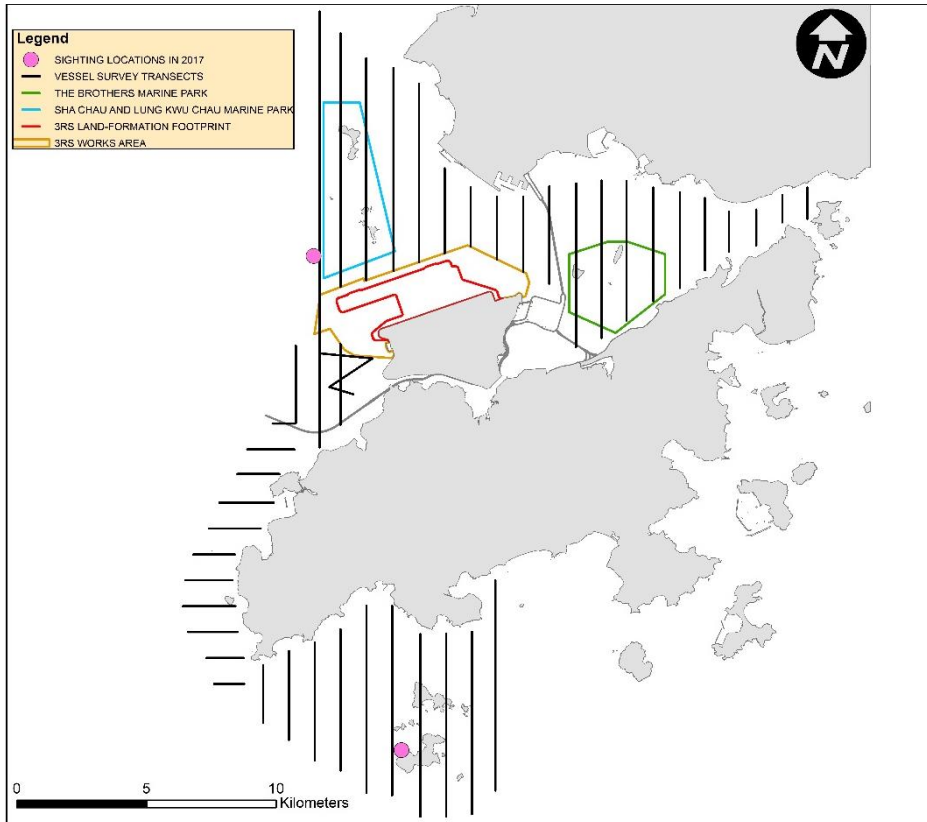 Legend
SIGHTING LOCATIONS IN 2017
VESSEL SURVEY TRANSECTS
THE BROTHERS MARINE PARK
SHA CHAU AND LUNG KWU CHAU MARINE PARK
3RS LAND-FORMATION FOOTPRINT
3RS WORKS AREA
N
0 5 10
Kilometers